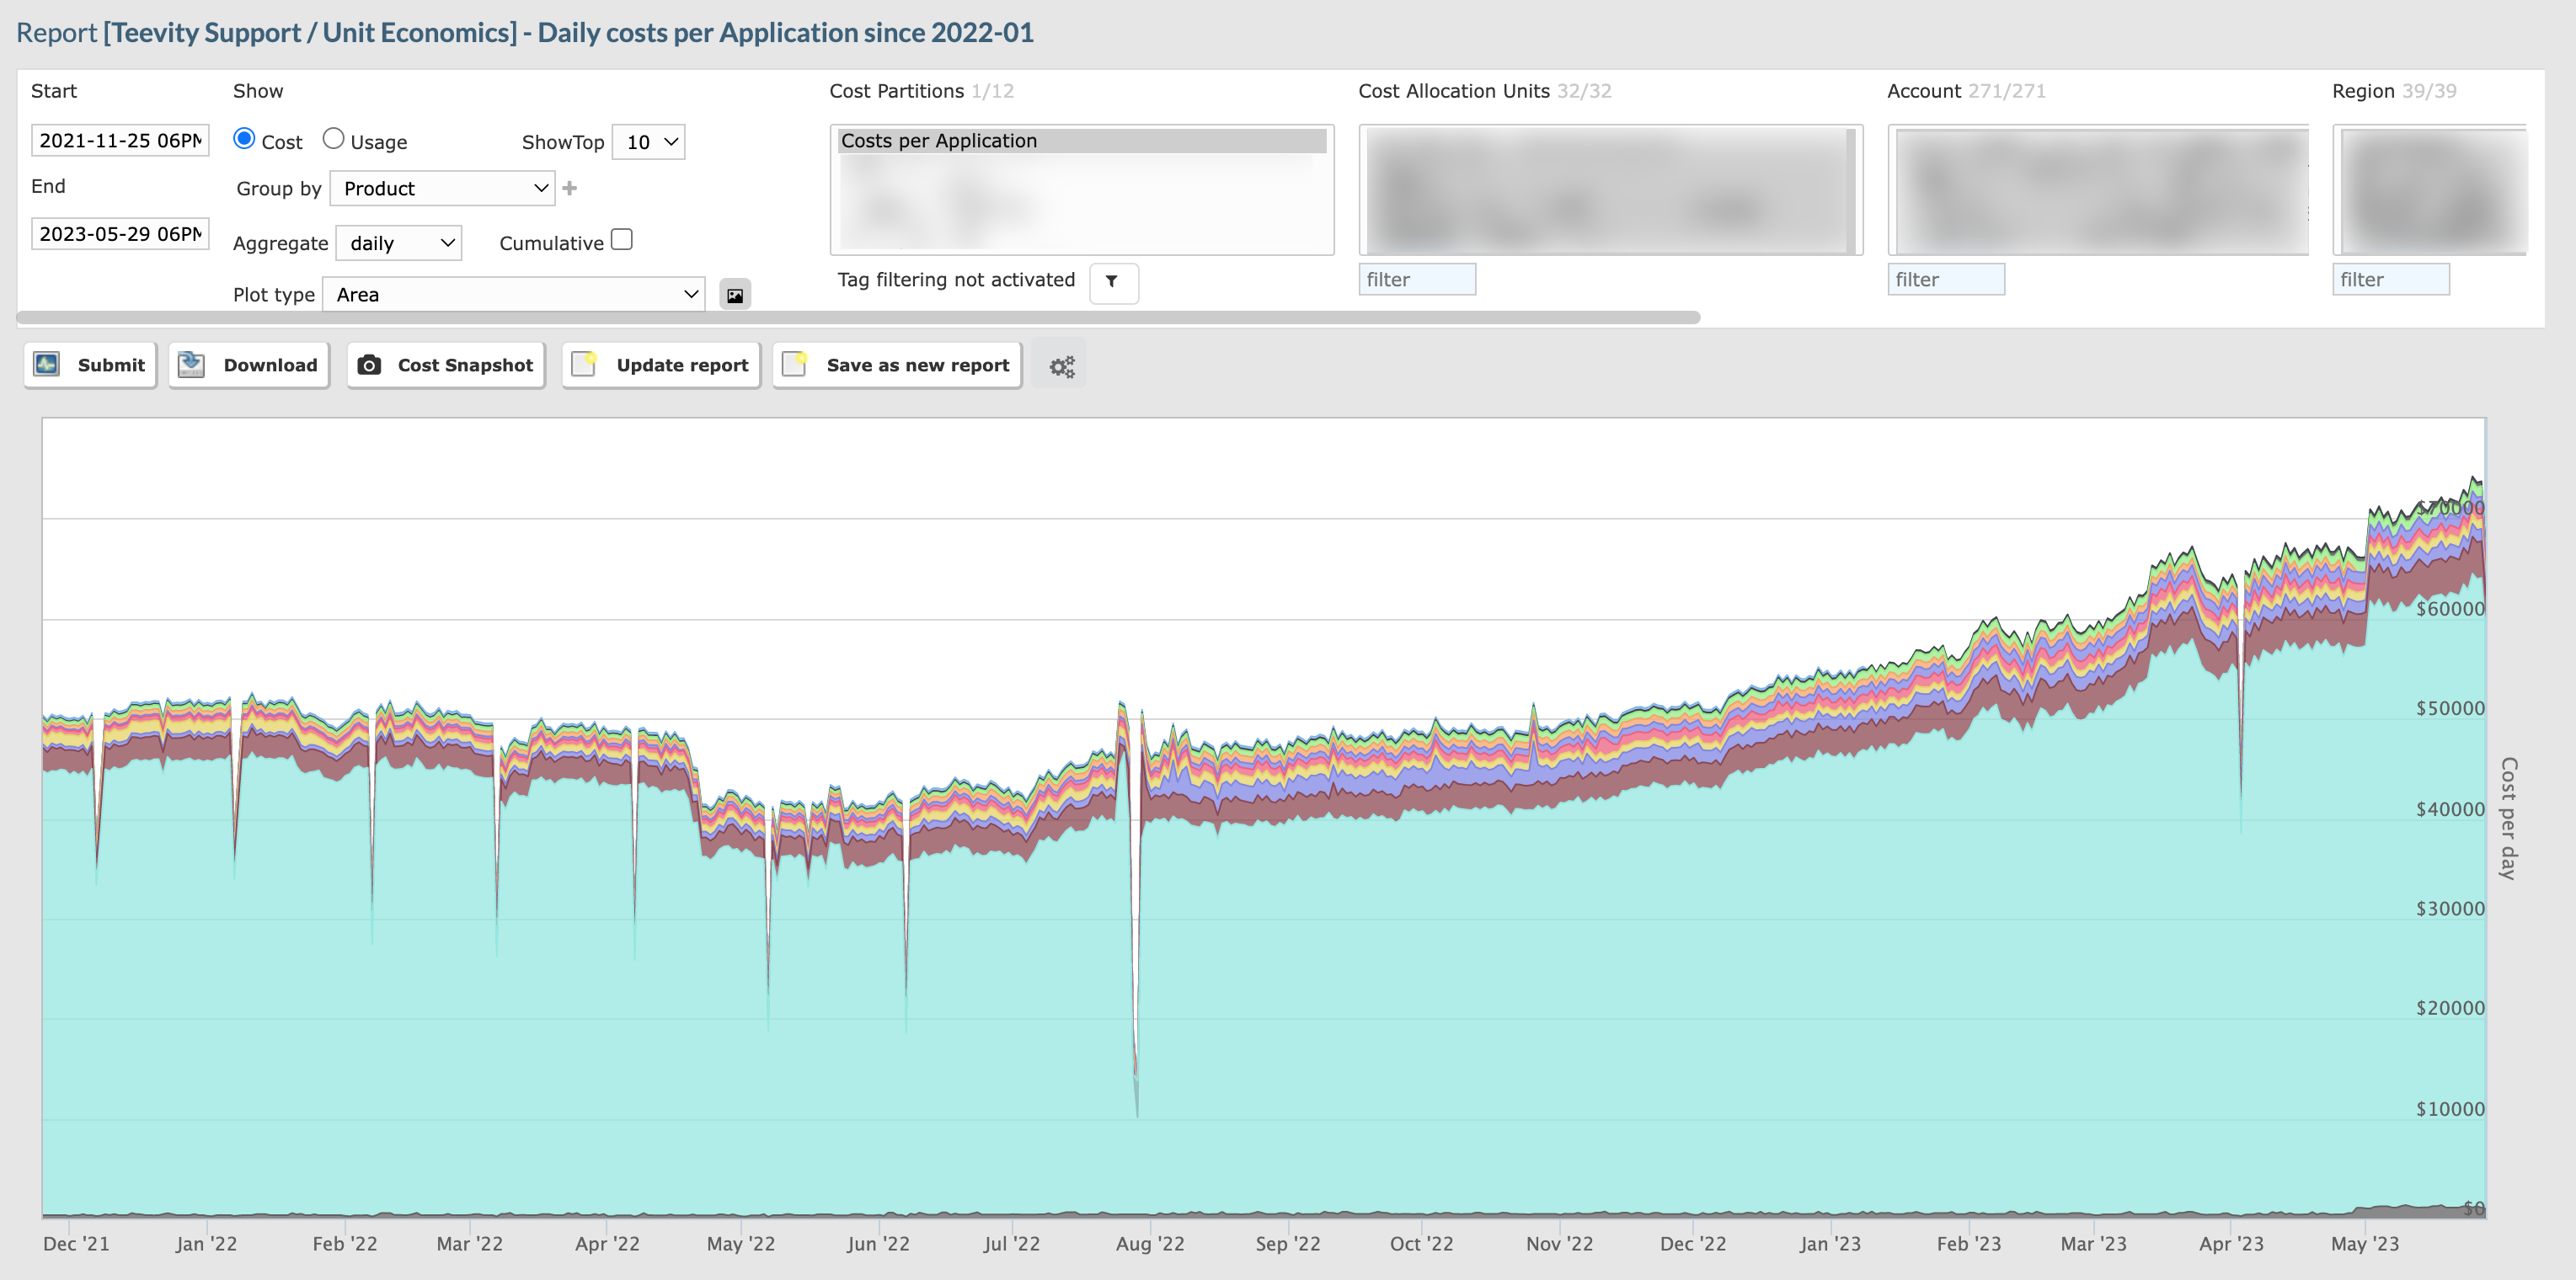 Report [Teevity Support / Unit Economics] - Daily costs per Application since 2022-01
Start
2021-11-25 06PM
End
2023-05-29 06PM
Show
Cost Usage ShowTop 10
Group by Product
Aggregate daily Cumulative
Plot type Area
Cost Partitions 1/12
Costs per Application
Tag filtering not activated
Cost Allocation Units 32/32
filter
Account 271/271
filter
Region 39/39
filter
Submit Download Cost Snapshot Update report Save as new report
$70000
$60000
$50000
$40000
$30000
$20000
$10000
$0
Cost per day
Dec '21 Jan '22 Feb '22 Mar '22 Apr '22 May '22 Jun '22 Jul '22 Aug '22 Sep '22 Oct '22 Nov '22 Dec '22 Jan '23 Feb '23 Mar '23 Apr '23 May '23